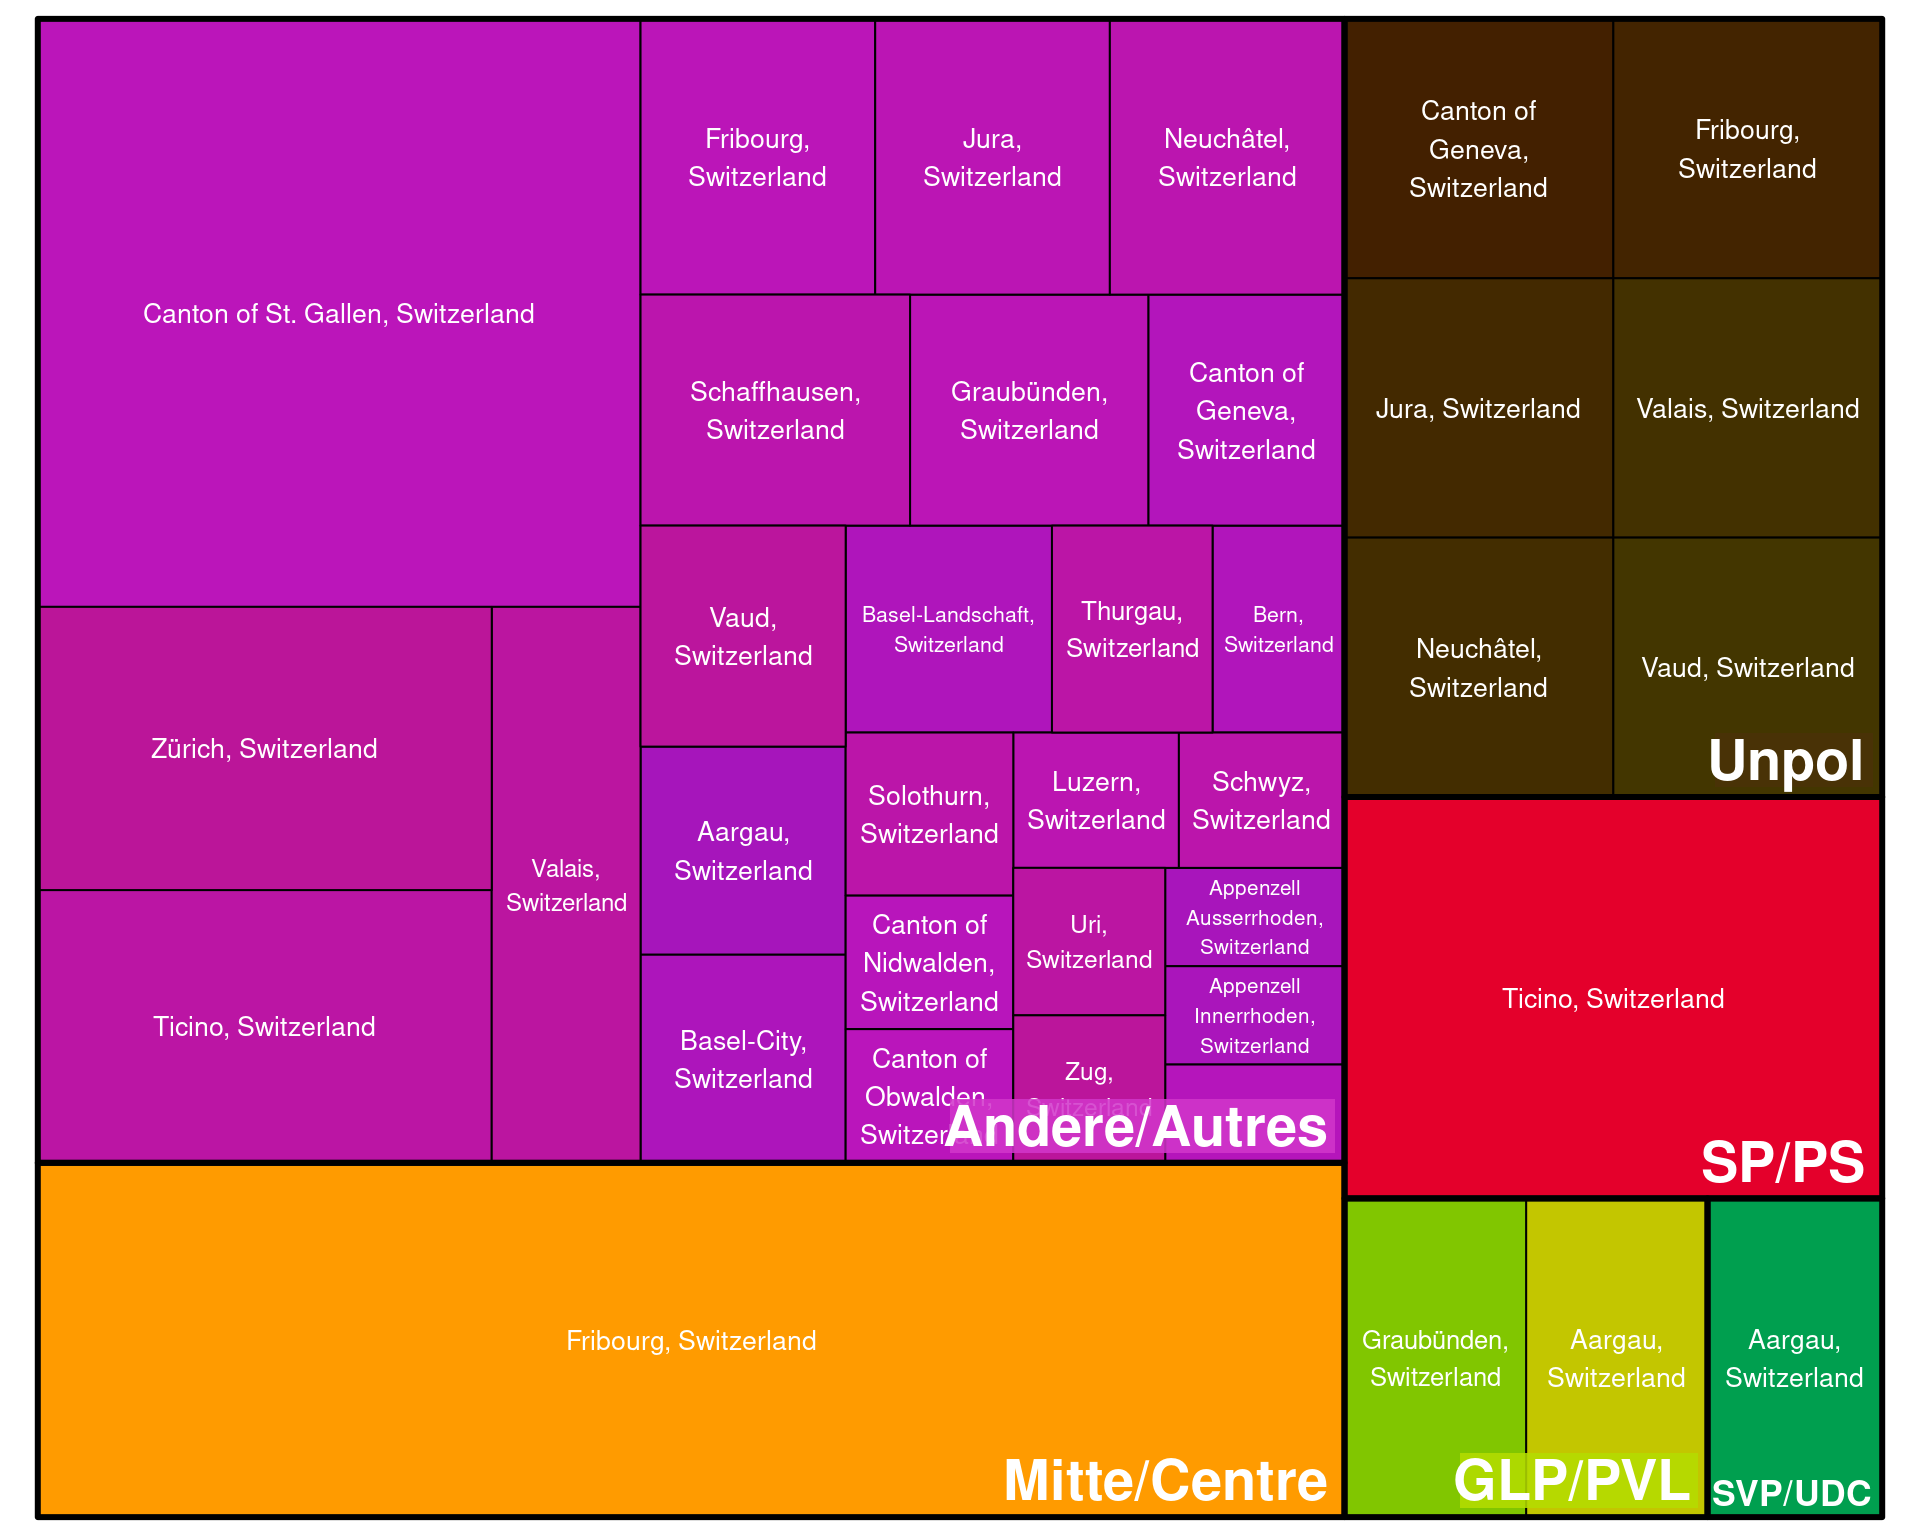 Canton of St. Gallen, Switzerland
Fribourg,
Switzerland
Jura,
Switzerland
Neuchâtel,
Switzerland
Schaffhausen,
Switzerland
Graubünden,
Switzerland
Canton of
Geneva,
Switzerland
Zürich, Switzerland
Ticino, Switzerland
Valais,
Switzerland
Vaud,
Switzerland
Basel-Landschaft,
Switzerland
Thurgau,
Switzerland
Bern,
Switzerland
Aargau,
Switzerland
Basel-City,
Switzerland
Solothurn,
Switzerland
Luzern,
Switzerland
Schwyz,
Switzerland
Canton of
Nidwalden,
Switzerland
Canton of
Obwalden,
Switzerland
Uri,
Switzerland
Zug,
Switzerland
Appenzell
Ausserrhoden,
Switzerland
Appenzell
Innerrhoden,
Switzerland
Andere/Autres
Fribourg, Switzerland
Mitte/Centre
Canton of
Geneva,
Switzerland
Fribourg,
Switzerland
Jura, Switzerland
Valais, Switzerland
Neuchâtel,
Switzerland
Vaud, Switzerland
Unpol
Ticino, Switzerland
SP/PS
Graubünden,
Switzerland
Aargau,
Switzerland
GLP/PVL
Aargau,
Switzerland
SVP/UDC